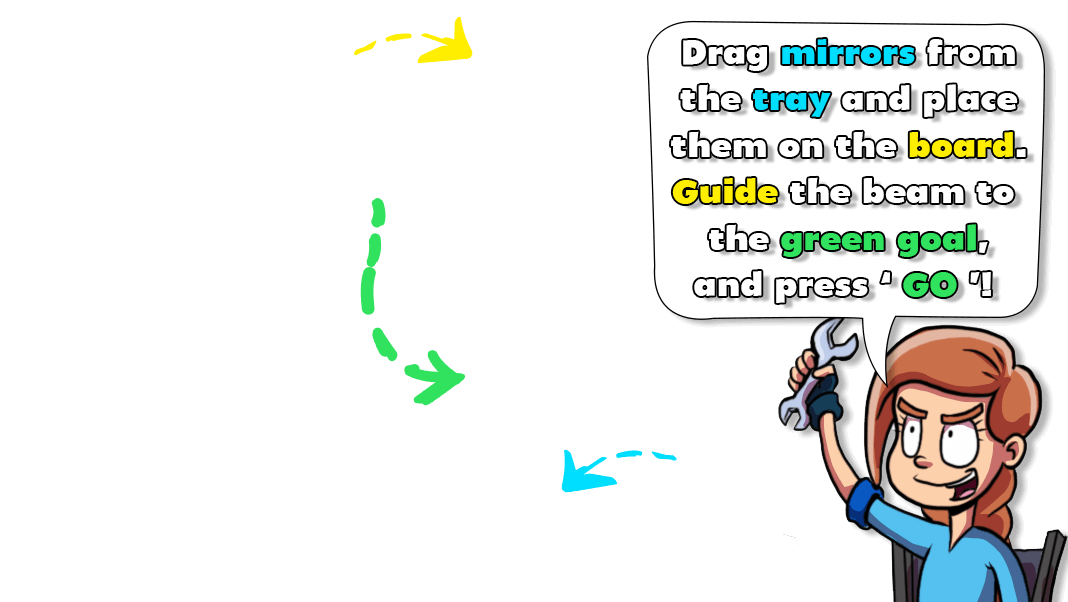 Drag mirrors from
the tray and place
them on the board.
Guide the beam to
the green goal,
and press ‘ GO '!